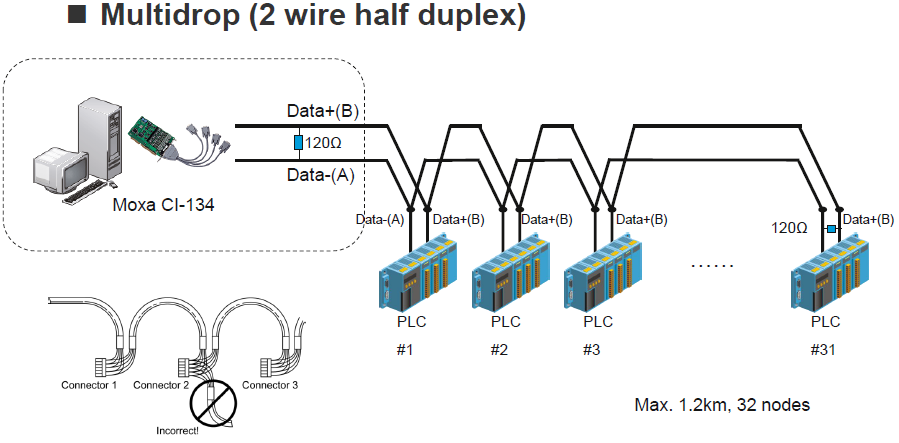 ■ Multidrop (2 wire half duplex)
Data+(B)
120Ω
Data-(A)
Moxa CI-134
Data-(A) Data+(B) Data+(B) Data+(B) 120Ω Data+(B)
......
PLC PLC PLC PLC
#1 #2 #3 #31
Connector 1 Connector 2 Connector 3
Incorrect!
Max. 1.2km, 32 nodes